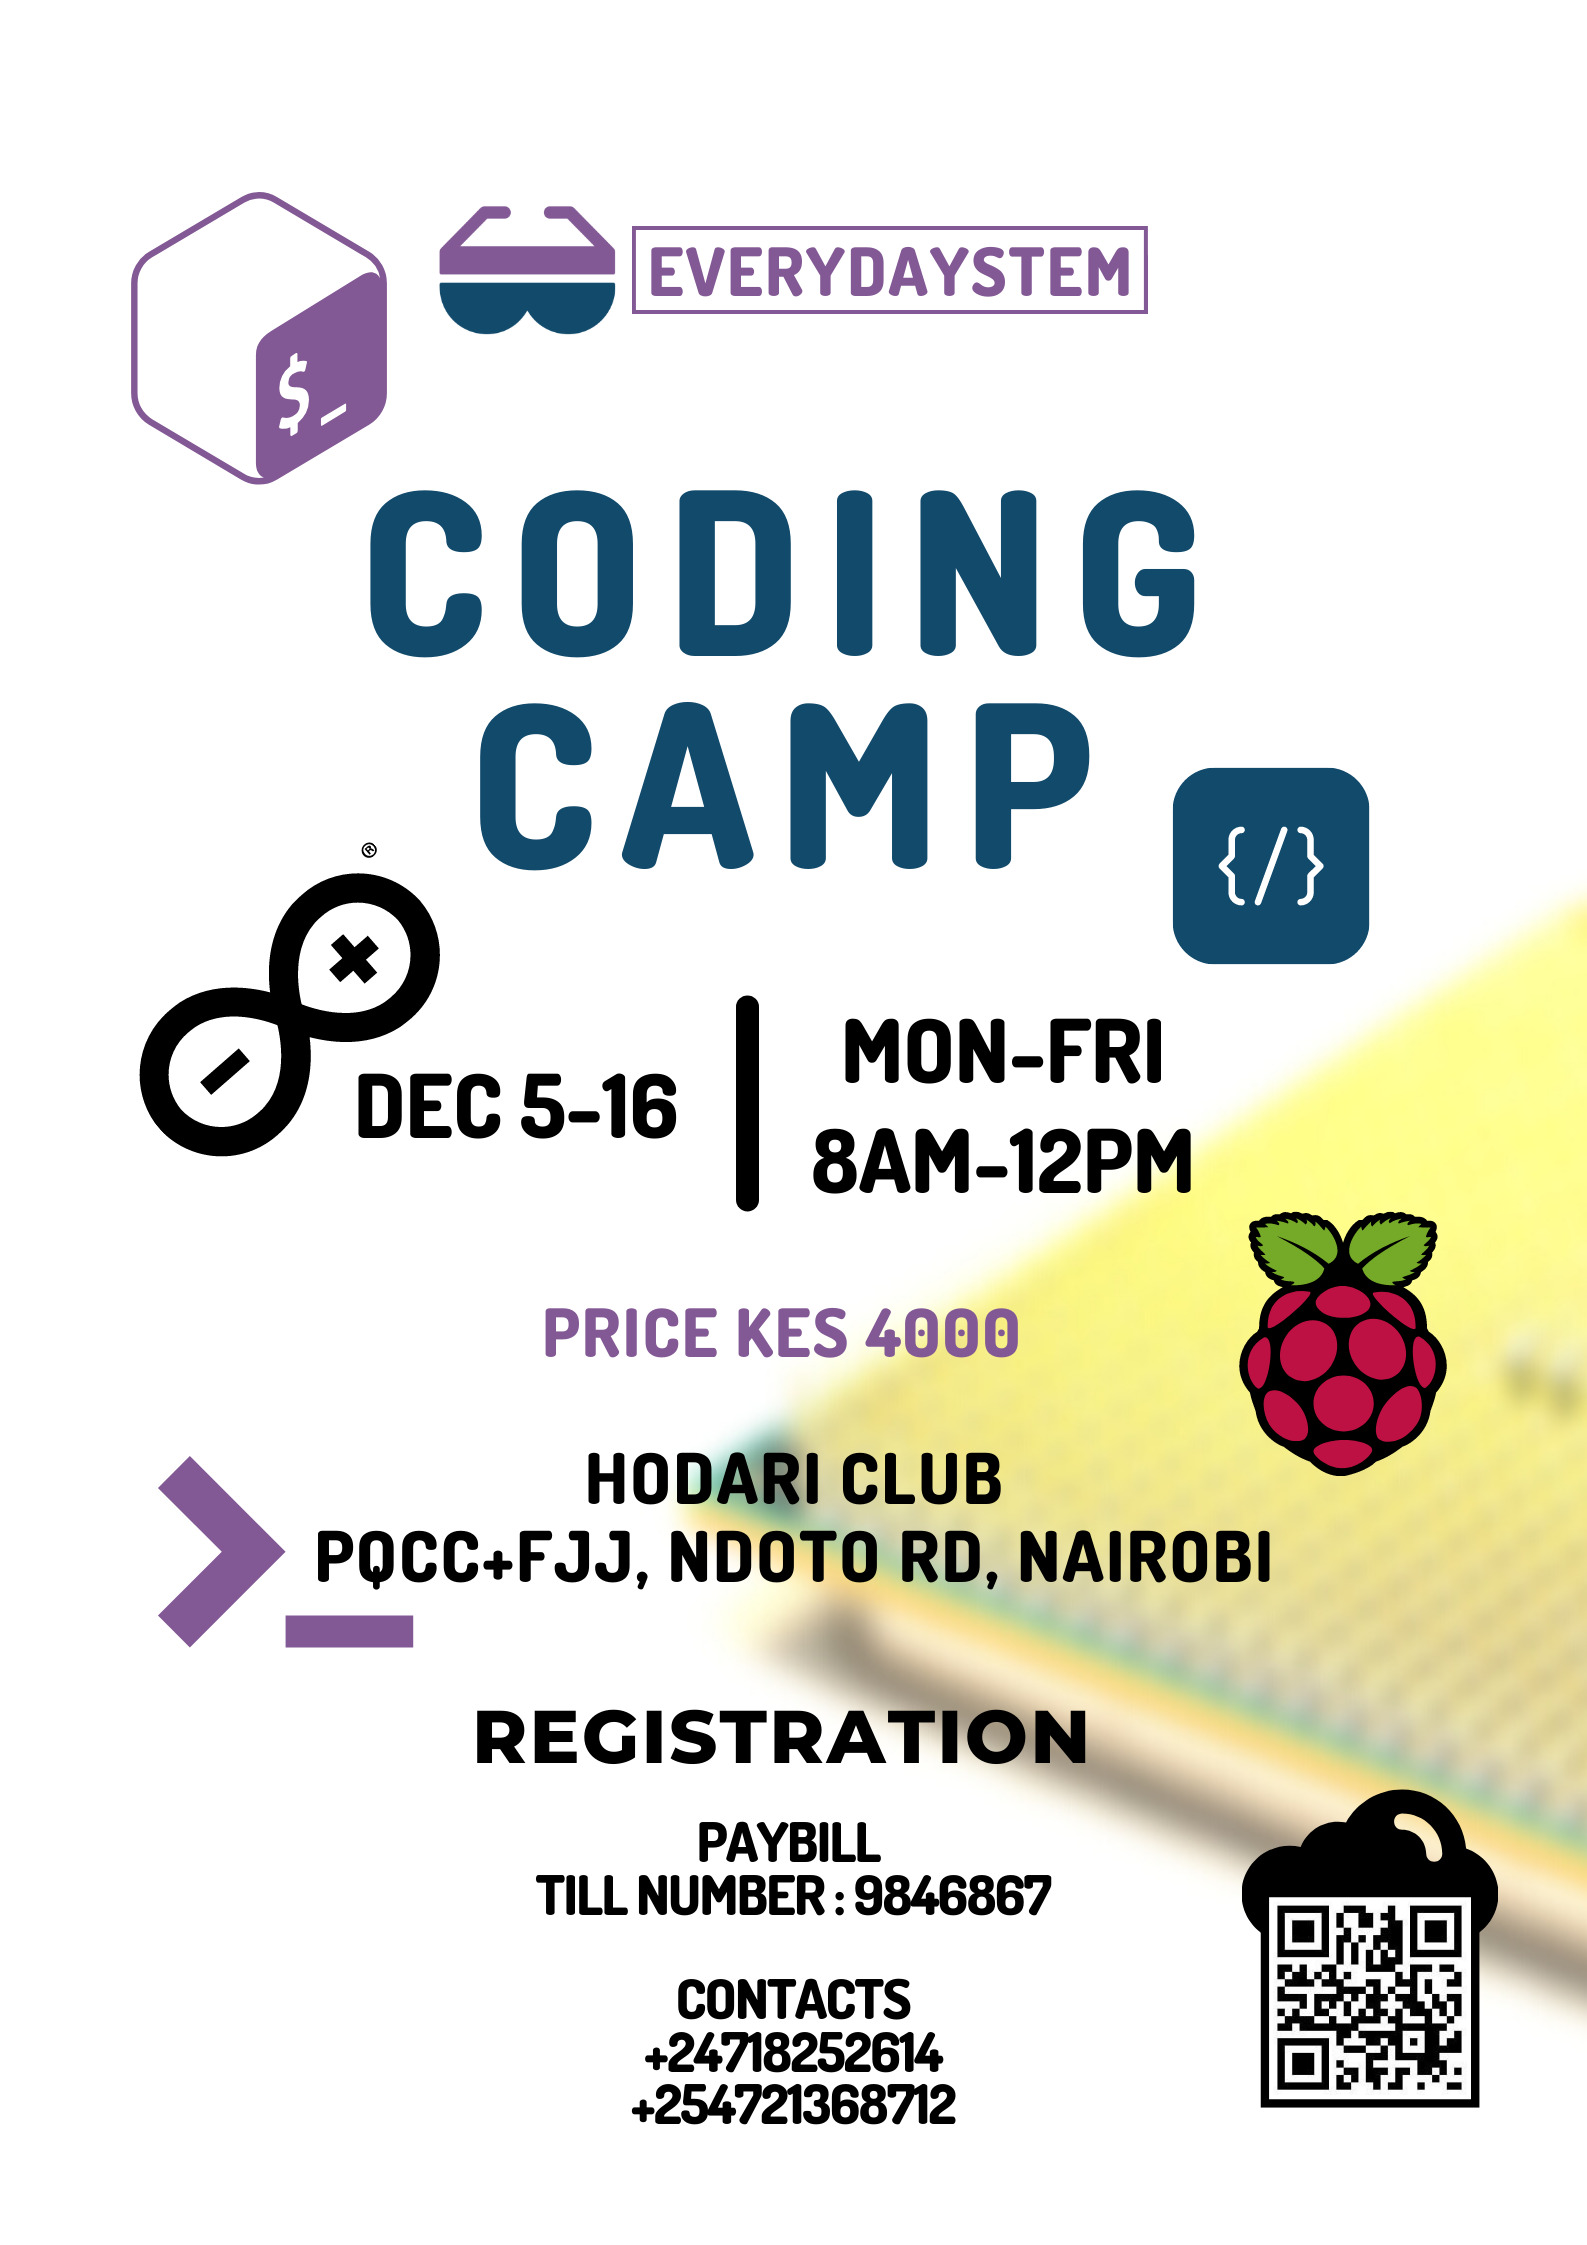 EVERYDAYSTEM
$_
CODING
CAMP
{/}
®
DEC 5-16
MON-FRI
8AM-12PM
PRICE KES 4000
HODARI CLUB
PQCC+FJJ, NDOTO RD, NAIROBI
REGISTRATION
PAYBILL
TILL NUMBER : 9846867
CONTACTS
+24718252614
+254721368712